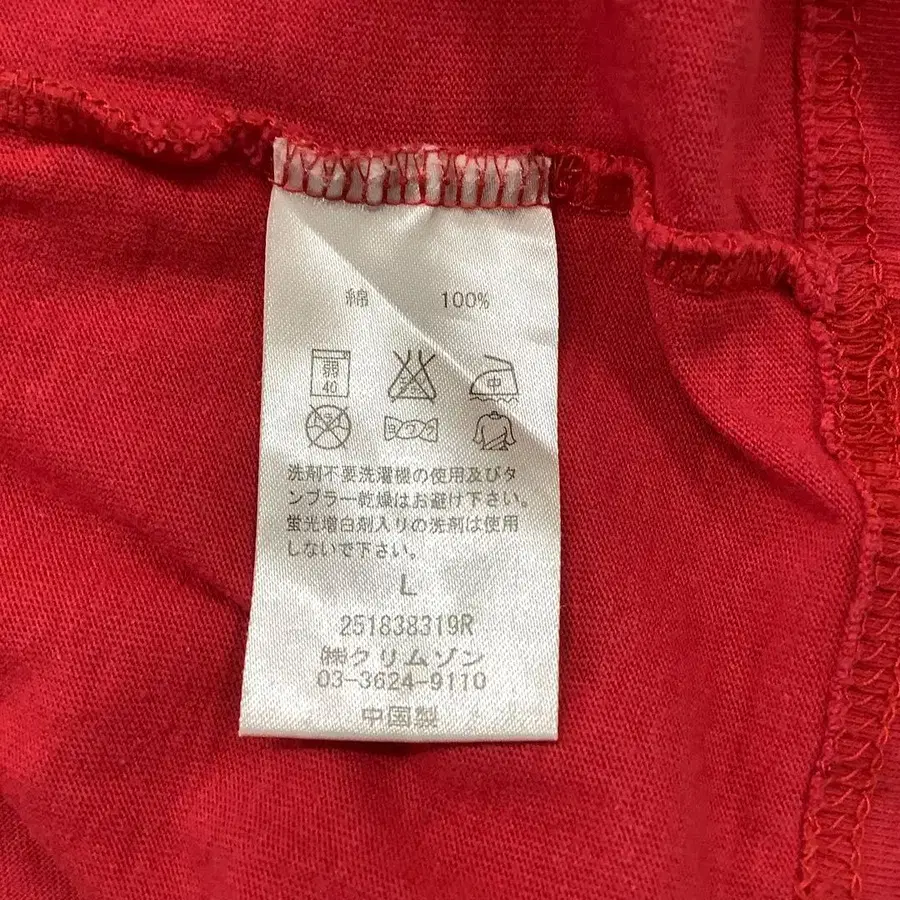 綿 100%
弱 中
40
ヨワク
洗剤不要洗濯機の使用及びタ
ンブラー乾燥はお避け下さい。
蛍光増白剤入りの洗剤は使用
しないで下さい。
L
251838319R
㈱クリムゾン
03-3624-9110
中国製